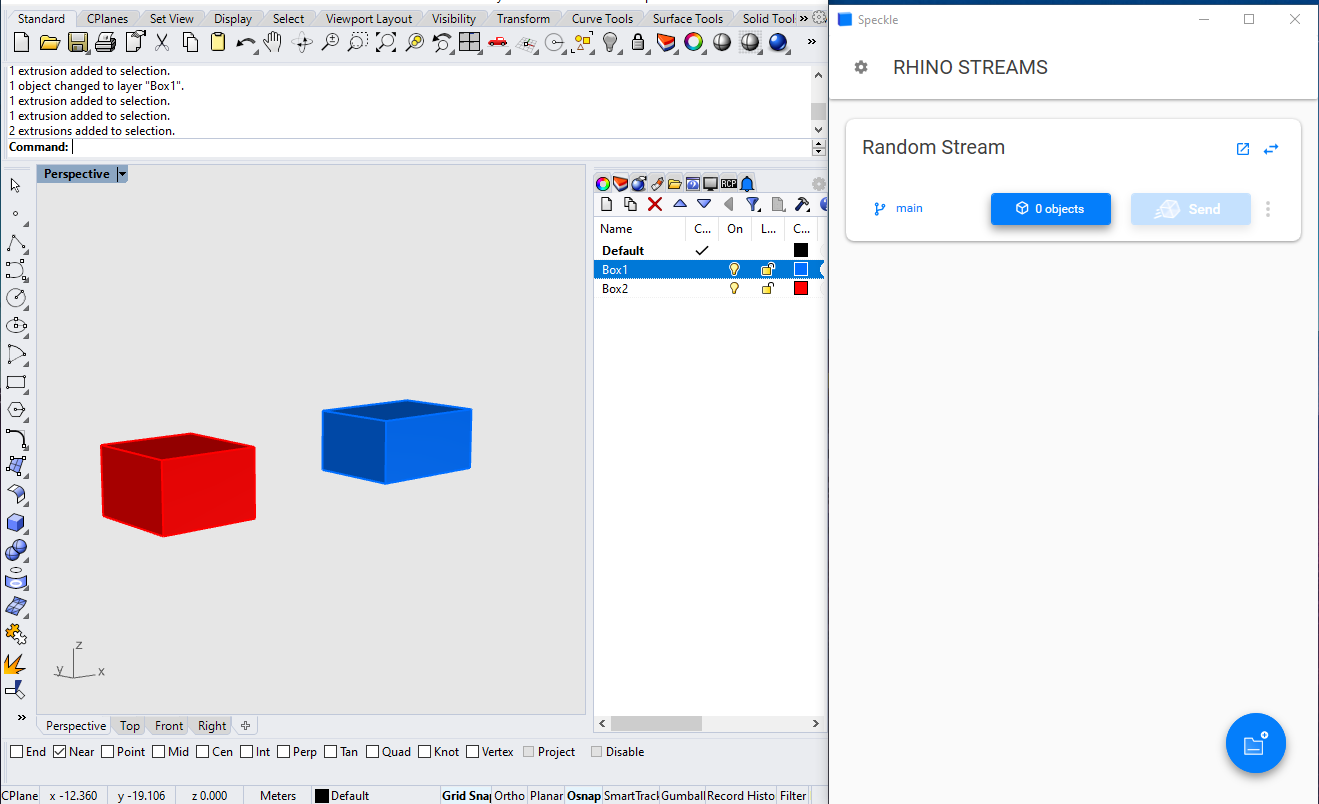 Standard CPlanes Set View Display Select Viewport Layout Visibility Transform Curve Tools Surface Tools Solid Tool »
»
1 extrusion added to selection.
1 object changed to layer "Box1".
1 extrusion added to selection.
1 extrusion added to selection.
2 extrusions added to selection.
Command:
Perspective
RCP
Name C... On L... C...
Default
Box1
Box2
z
y x
»
Perspective Top Front Right
End Near Point Mid Cen Int Perp Tan Quad Knot Vertex Project Disable
CPlane x -12.360 y -19.106 z 0.000 Meters Default Grid Snap Ortho Planar Osnap SmartTrack Gumball Record Histo Filter
Speckle
RHINO STREAMS
Random Stream
main 0 objects Send